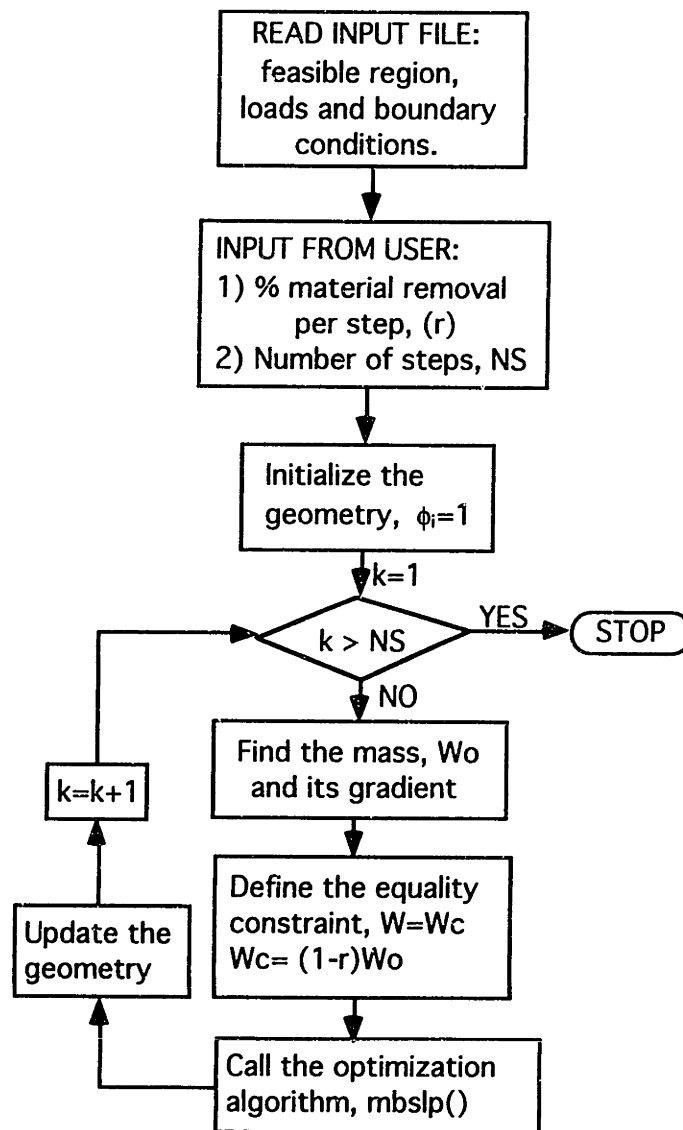 READ INPUT FILE:
feasible region,
loads and boundary
conditions.
INPUT FROM USER:
1) % material removal
per step, (r)
2) Number of steps, NS
Initialize the
geometry, ϕi=1
k=1
k > NS
YES
STOP
NO
Find the mass, Wo
and its gradient
k=k+1
Define the equality
constraint, W=Wc
Wc= (1-r)Wo
Update the
geometry
Call the optimization
algorithm, mbslp()